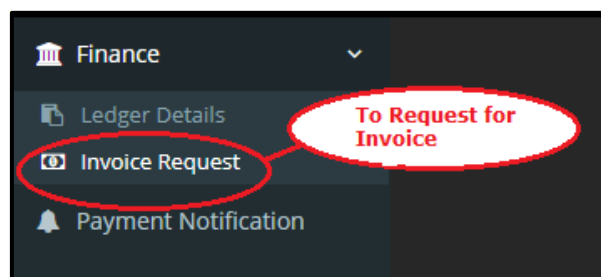 Finance
Ledger Details
To Request for
Invoice
Invoice Request
Payment Notification